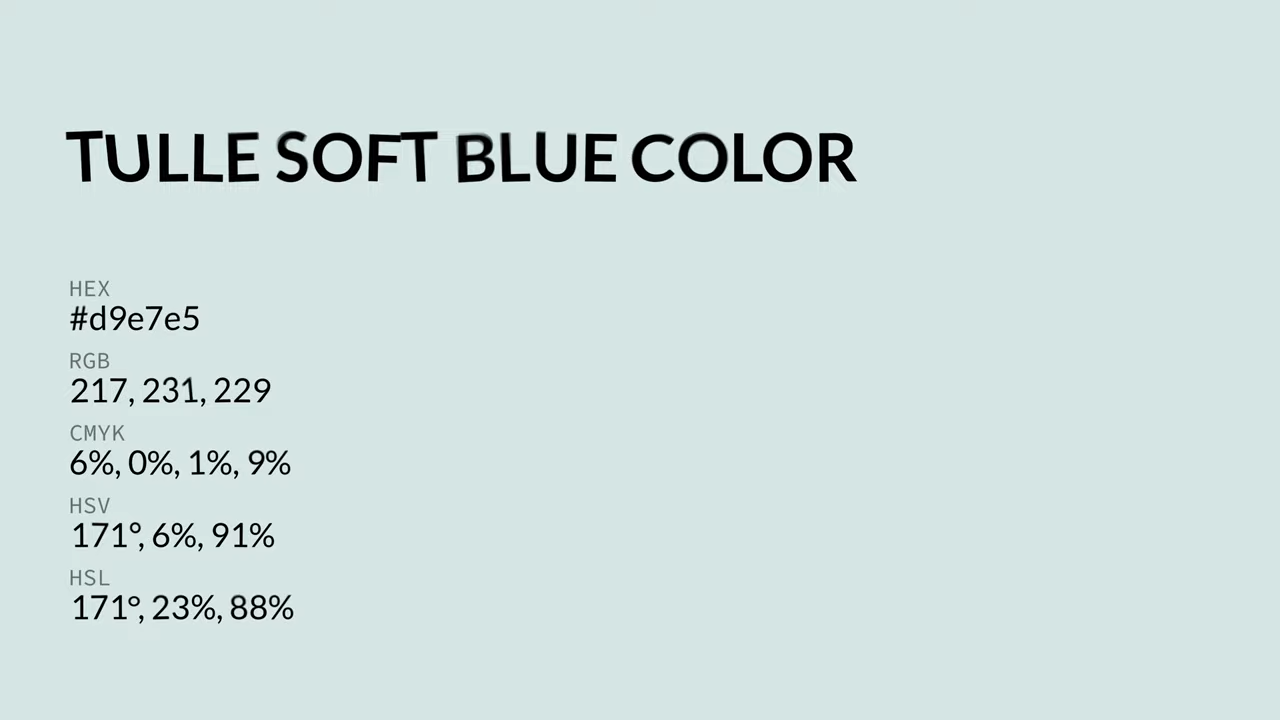 TULLE SOFT BLUE COLOR
HEX
#d9e7e5
RGB
217, 231, 229
CMYK
6%, 0%, 1%, 9%
HSV
171°, 6%, 91%
HSL
171°, 23%, 88%